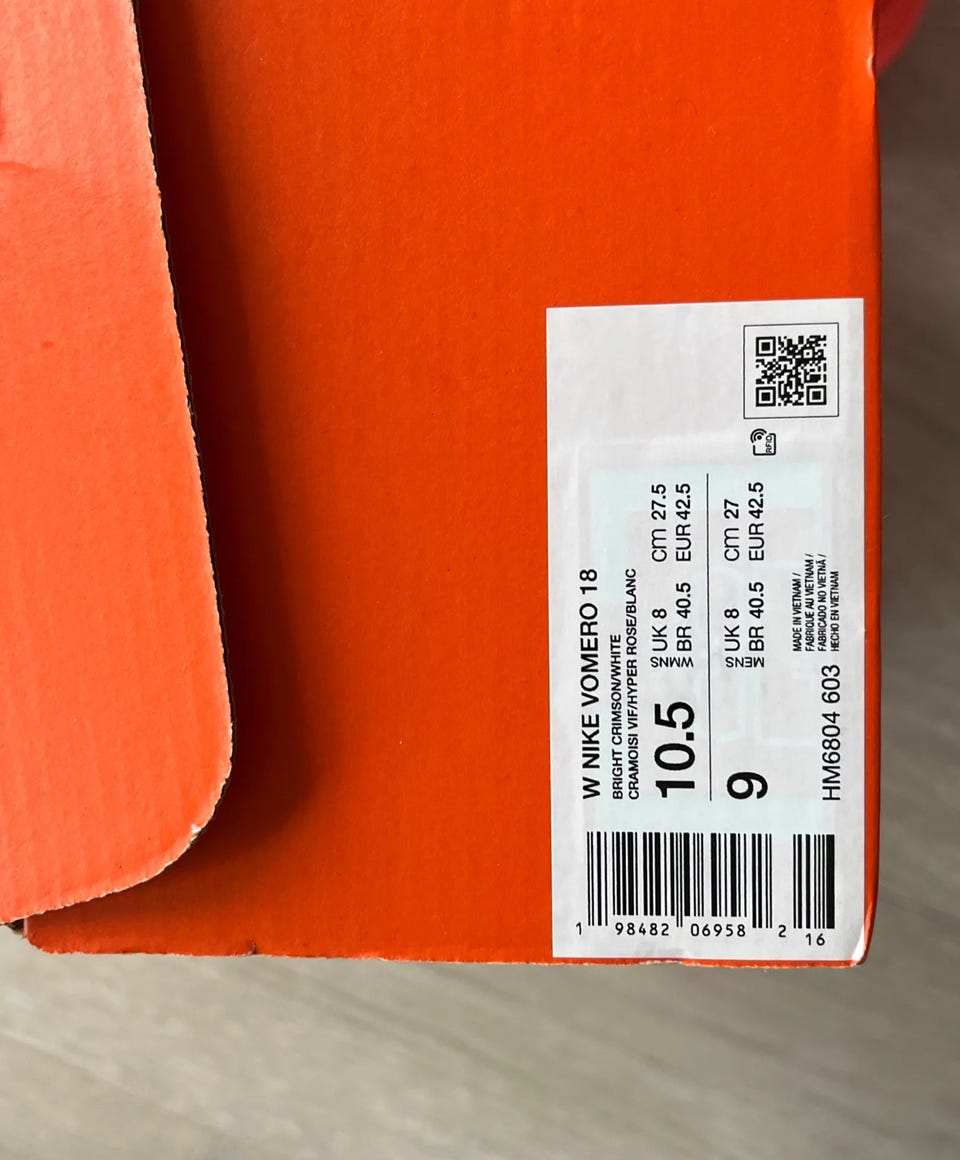 W NIKE VOMERO 18
BRIGHT CRIMSON/WHITE
CRAMOISI VIF/HYPER ROSE/BLANC
10.5
WMNS
UK 8 cm 27.5
BR 40.5 EUR 42.5
9
MENS
UK 8 cm 27
BR 40.5 EUR 42.5
RFID
MADE IN VIETNAM /
FABRIQUE AU VIETNAM /
FABRICADO NO VIETNÃ /
HECHO EN VIETNAM
HM6804 603
1 98482 06958 2 16